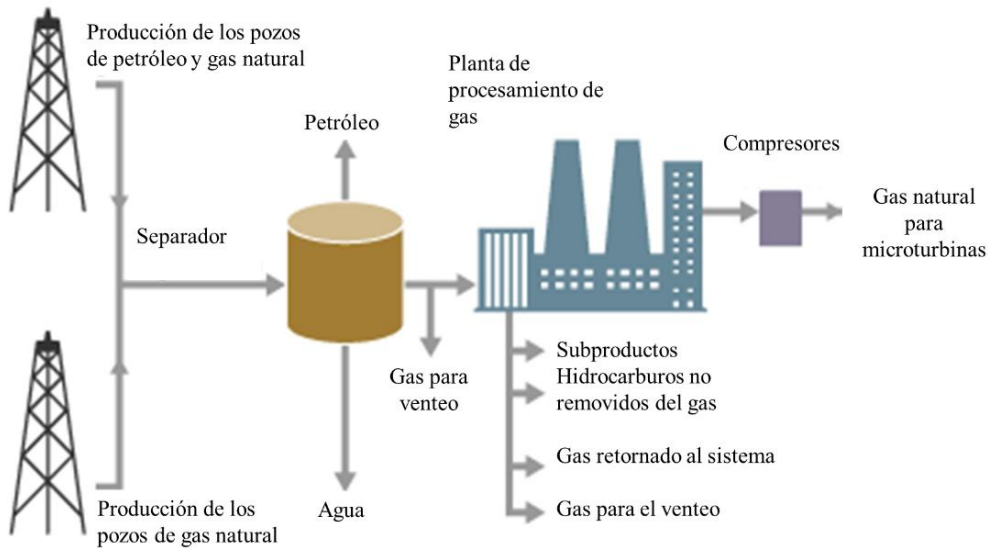 Producción de los pozos
de petróleo y gas natural
Planta de
procesamiento de
gas
Petróleo
Compresores
Separador
Gas natural
para
microturbinas
Gas para
venteo
Subproductos
Hidrocarburos no
removidos del gas
Gas retornado al sistema
Gas para el venteo
Agua
Producción de los
pozos de gas natural